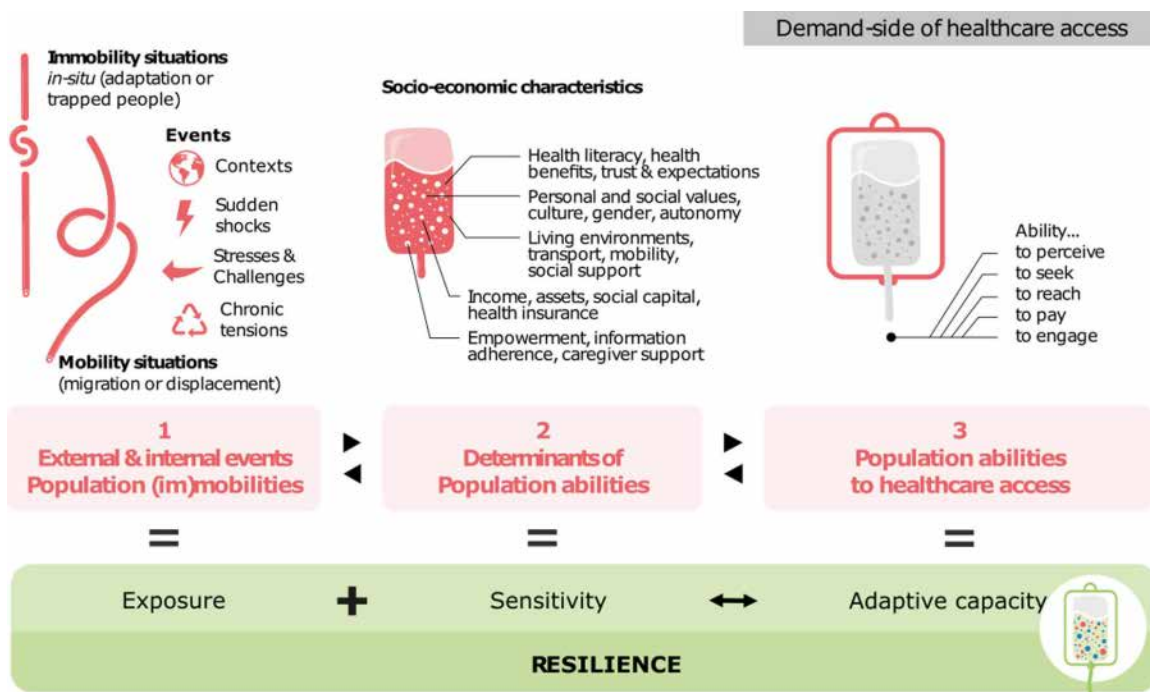 Demand-side of healthcare access
Immobility situations
in-situ (adaptation or
trapped people)
Events
Contexts
Sudden
shocks
Stresses &
Challenges
Chronic
tensions
Mobility situations
(migration or displacement)
Socio-economic characteristics
Health literacy, health
benefits, trust & expectations
Personal and social values,
culture, gender, autonomy
Living environments,
transport, mobility,
social support
Income, assets, social capital,
health insurance
Empowerment, information
adherence, caregiver support
Ability...
to perceive
to seek
to reach
to pay
to engage
1
External & internal events
Population (im)mobilities
2
Determinants of
Population abilities
3
Population abilities
to healthcare access
=
=
=
Exposure + Sensitivity ↔ Adaptive capacity
RESILIENCE